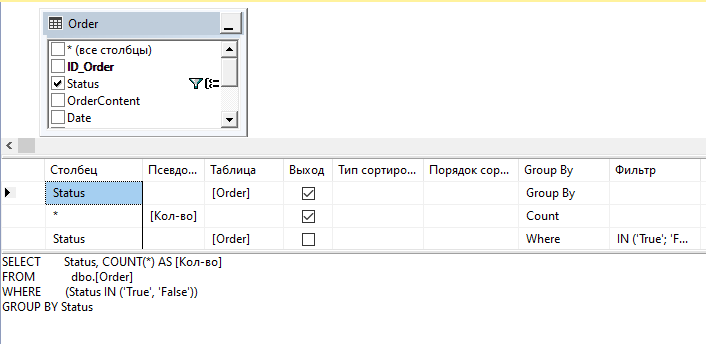 Order
* (все столбцы)
ID_Order
Status
OrderContent
Date
Столбец Псевдо... Таблица Выход Тип сортиро... Порядок сор... Group By Фильтр
Status [Order] Group By
* [Кол-во] Count
Status [Order] Where IN ('True'; 'F...
SELECT Status, COUNT(*) AS [Кол-во]
FROM dbo.[Order]
WHERE (Status IN ('True', 'False'))
GROUP BY Status